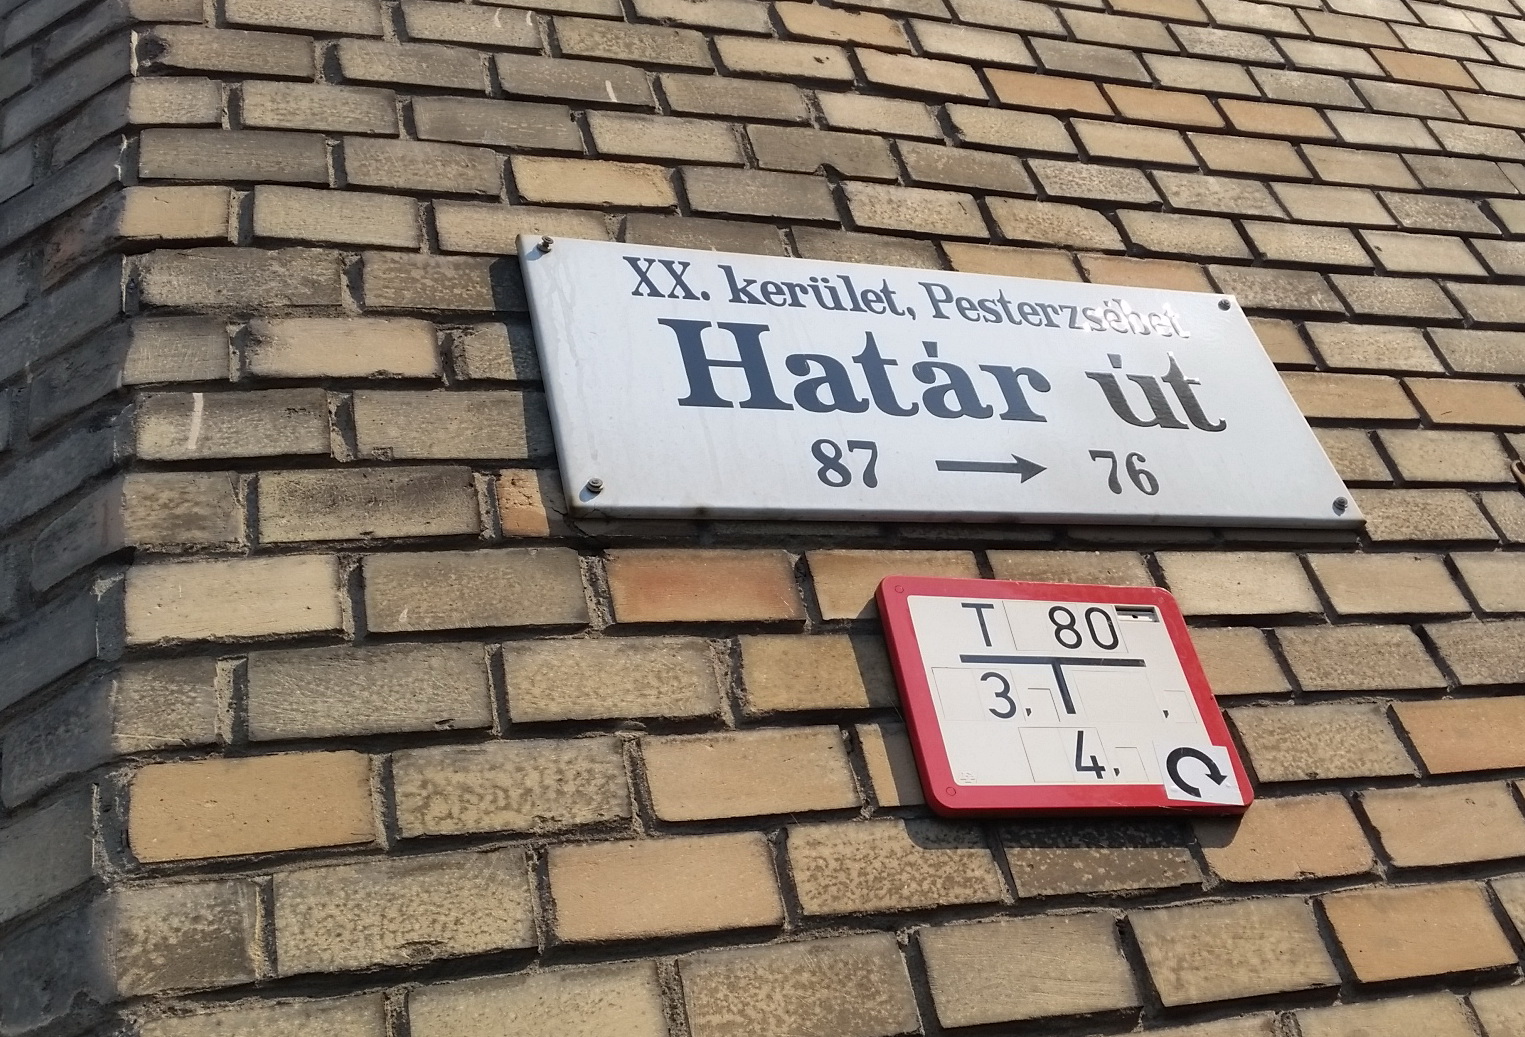 XX. kerület, Pesterzsébet
Határ út
87 → 76
T 80
3, ,
4,